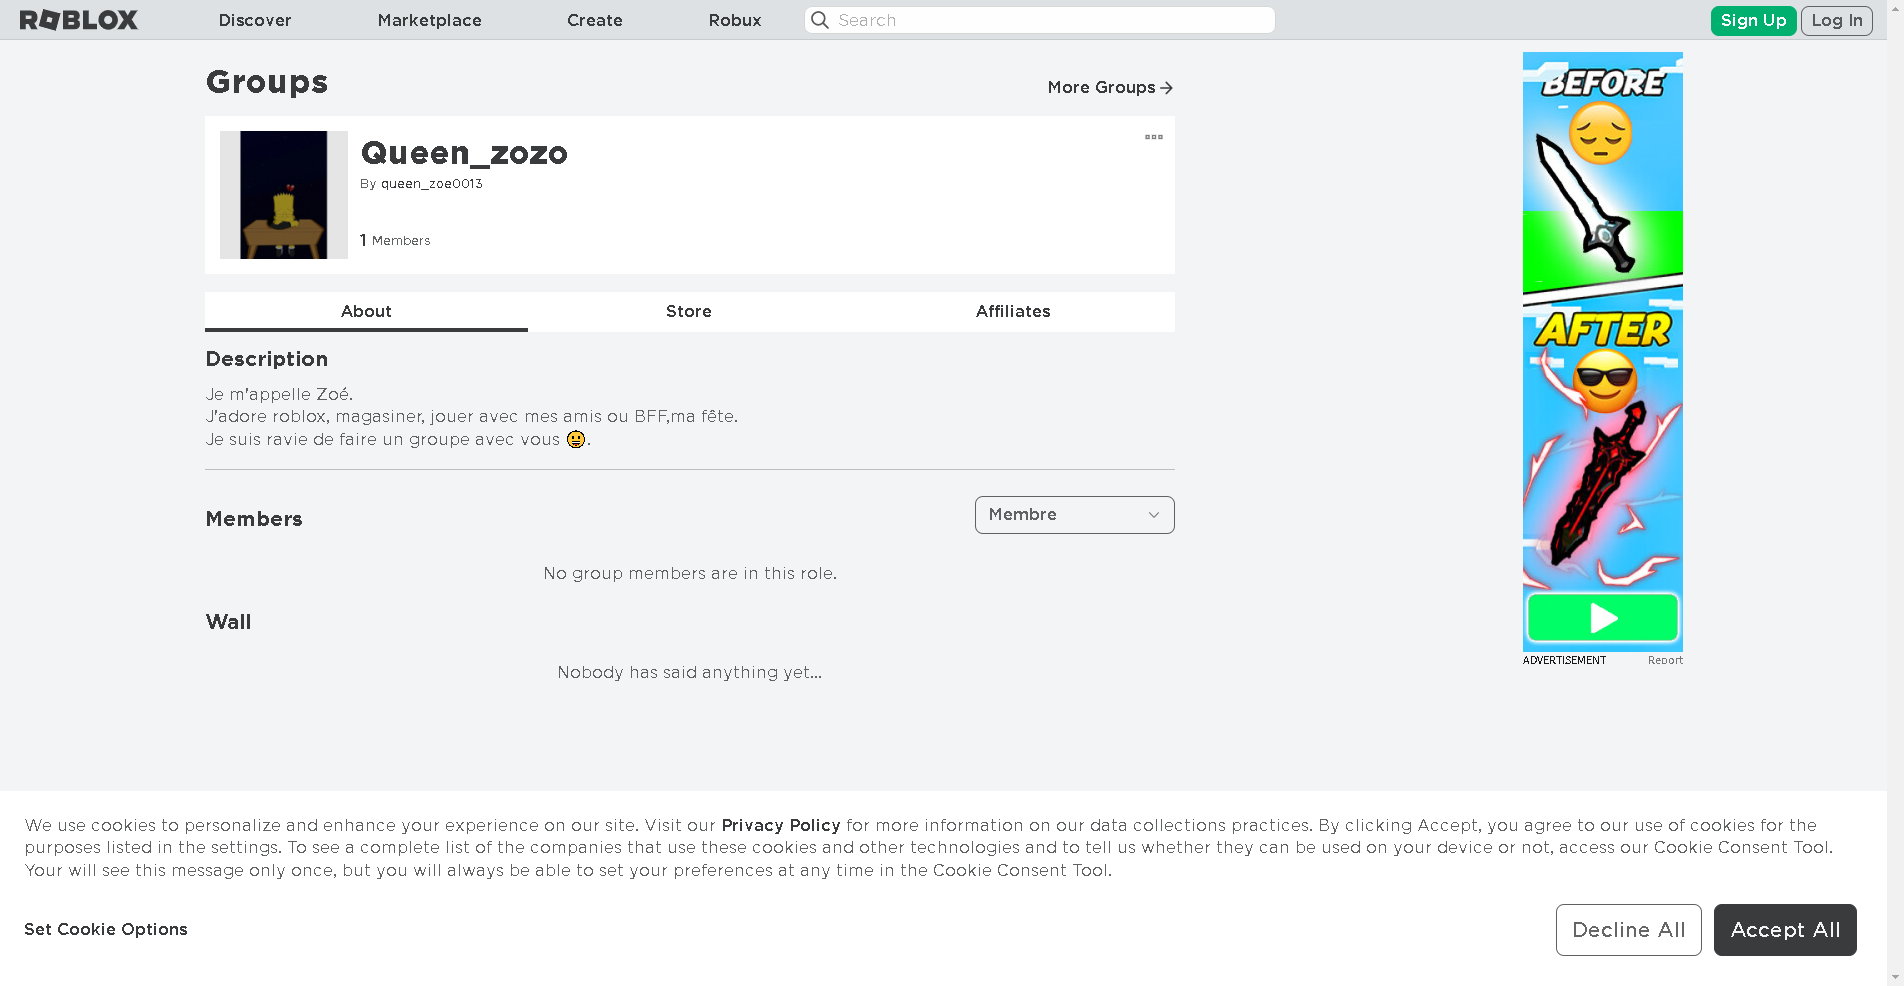 ROBLOX
Discover
Marketplace
Create
Robux
Search
Sign Up
Log In
Groups
More Groups
Queen_zozo
By queen_zoe0013
1 Members
About
Store
Affiliates
Description
Je m'appelle Zoé.
J'adore roblox, magasiner, jouer avec mes amis ou BFF,ma fête.
Je suis ravie de faire un groupe avec vous 😀.
Members
Membre
No group members are in this role.
Wall
Nobody has said anything yet...
BEFORE
AFTER
ADVERTISEMENT
Report
We use cookies to personalize and enhance your experience on our site. Visit our Privacy Policy for more information on our data collections practices. By clicking Accept, you agree to our use of cookies for the
purposes listed in the settings. To see a complete list of the companies that use these cookies and other technologies and to tell us whether they can be used on your device or not, access our Cookie Consent Tool.
Your will see this message only once, but you will always be able to set your preferences at any time in the Cookie Consent Tool.
Set Cookie Options
Decline All
Accept All